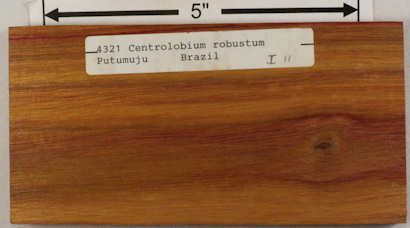 5"
4321 Centrolobium robustum
Putumuju Brazil